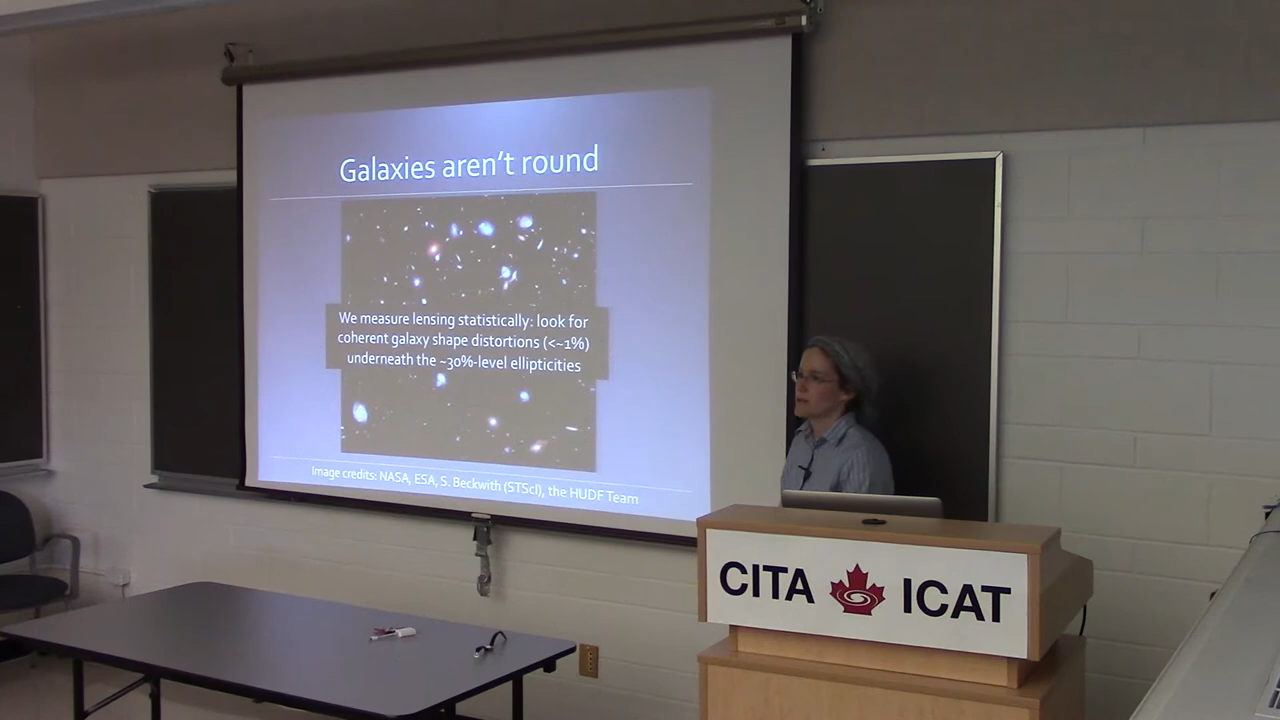 Galaxies aren't round
We measure lensing statistically: look for
coherent galaxy shape distortions (<~1%)
underneath the ~30%-level ellipticities
Image credits: NASA, ESA, S. Beckwith (STScI), the HUDF Team
CITA ICAT